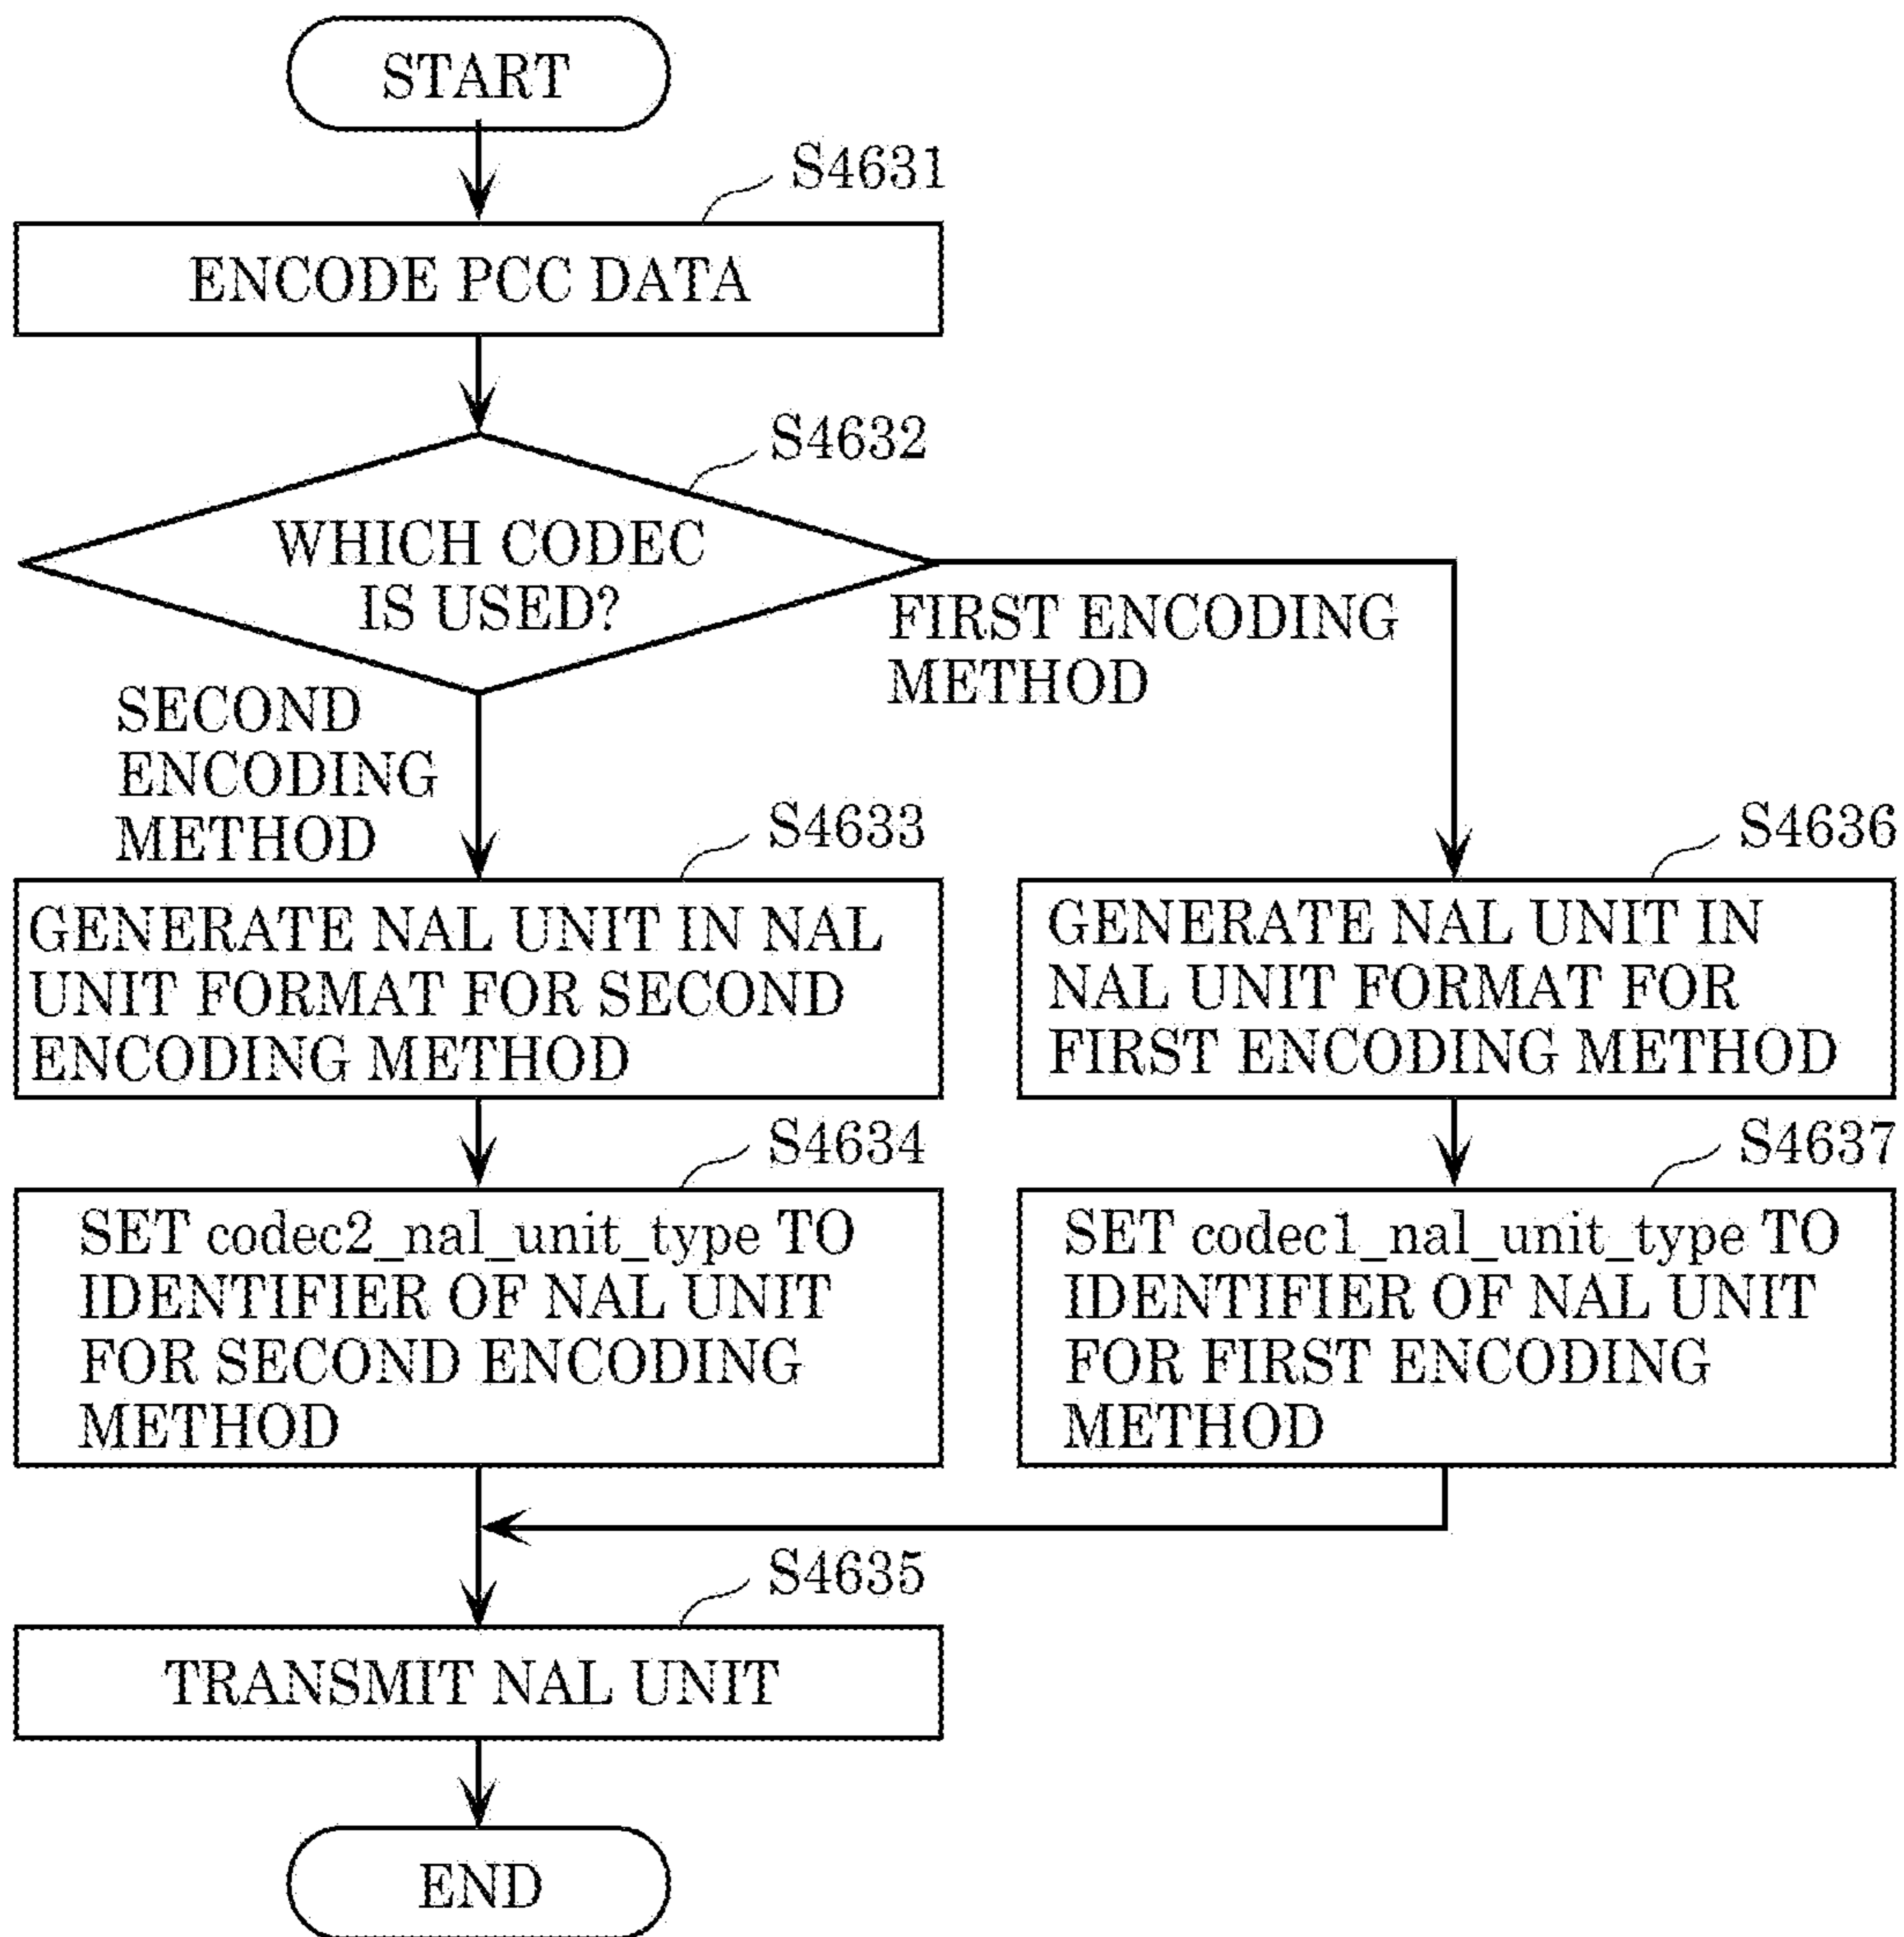 START
S4631
ENCODE PCC DATA
S4632
WHICH CODEC
IS USED?
FIRST ENCODING
METHOD
SECOND
ENCODING
METHOD
S4633
GENERATE NAL UNIT IN NAL
UNIT FORMAT FOR SECOND
ENCODING METHOD
S4636
GENERATE NAL UNIT IN
NAL UNIT FORMAT FOR
FIRST ENCODING METHOD
S4634
SET codec2_nal_unit_type TO
IDENTIFIER OF NAL UNIT
FOR SECOND ENCODING
METHOD
S4637
SET codec1_nal_unit_type TO
IDENTIFIER OF NAL UNIT
FOR FIRST ENCODING
METHOD
S4635
TRANSMIT NAL UNIT
END